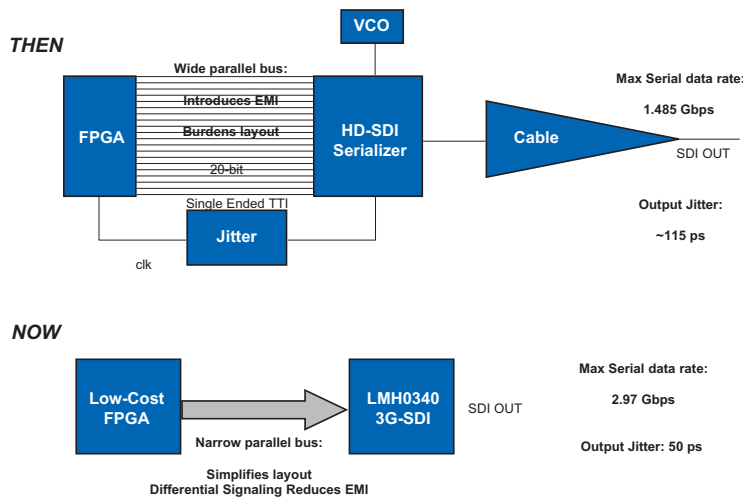 THEN
VCO
Wide parallel bus:
Introduces EMI
Burdens layout
20-bit
Single Ended TTI
FPGA
HD-SDI
Serializer
Cable
SDI OUT
Jitter
clk
Max Serial data rate:
1.485 Gbps
Output Jitter:
~115 ps
NOW
Low-Cost
FPGA
LMH0340
3G-SDI
SDI OUT
Narrow parallel bus:
Simplifies layout
Differential Signaling Reduces EMI
Max Serial data rate:
2.97 Gbps
Output Jitter: 50 ps